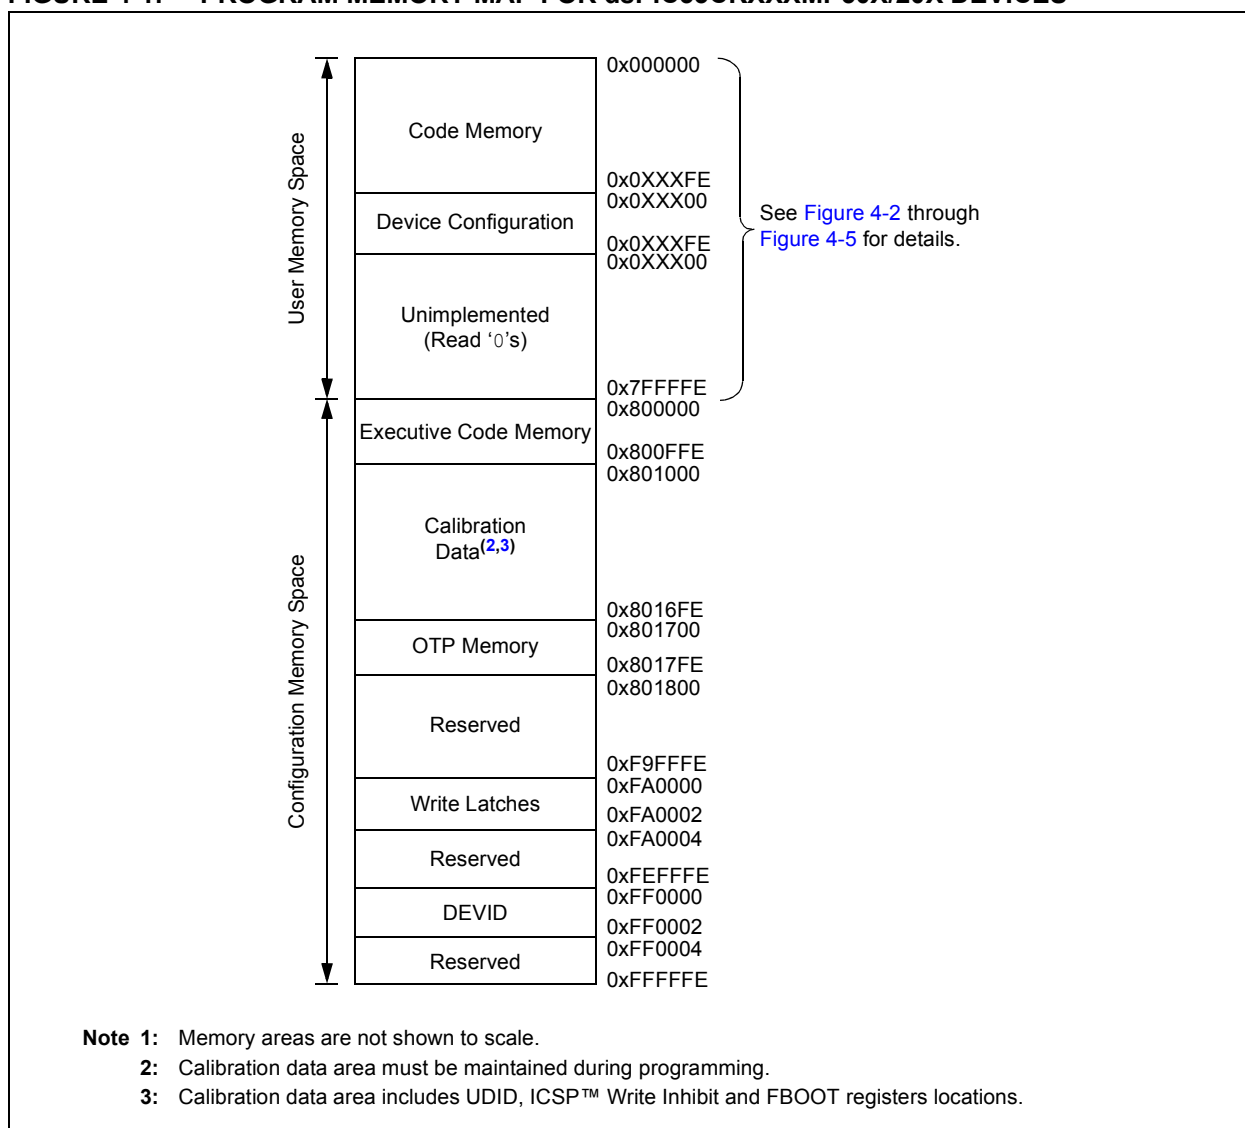 0x000000
Code Memory
0x0XXXFE
0x0XXX00
Device Configuration
0x0XXXFE
0x0XXX00
Unimplemented
(Read ‘0’s)
0x7FFFFE
User Memory Space
See Figure 4-2 through
Figure 4-5 for details.
0x800000
Executive Code Memory
0x800FFE
0x801000
Calibration
Data(2,3)
0x8016FE
0x801700
OTP Memory
0x8017FE
0x801800
Reserved
0xF9FFFE
0xFA0000
Write Latches
0xFA0002
0xFA0004
Reserved
0xFEFFFE
0xFF0000
DEVID
0xFF0002
0xFF0004
Reserved
0xFFFFFE
Configuration Memory Space
Note 1: Memory areas are not shown to scale.
2: Calibration data area must be maintained during programming.
3: Calibration data area includes UDID, ICSP™ Write Inhibit and FBOOT registers locations.